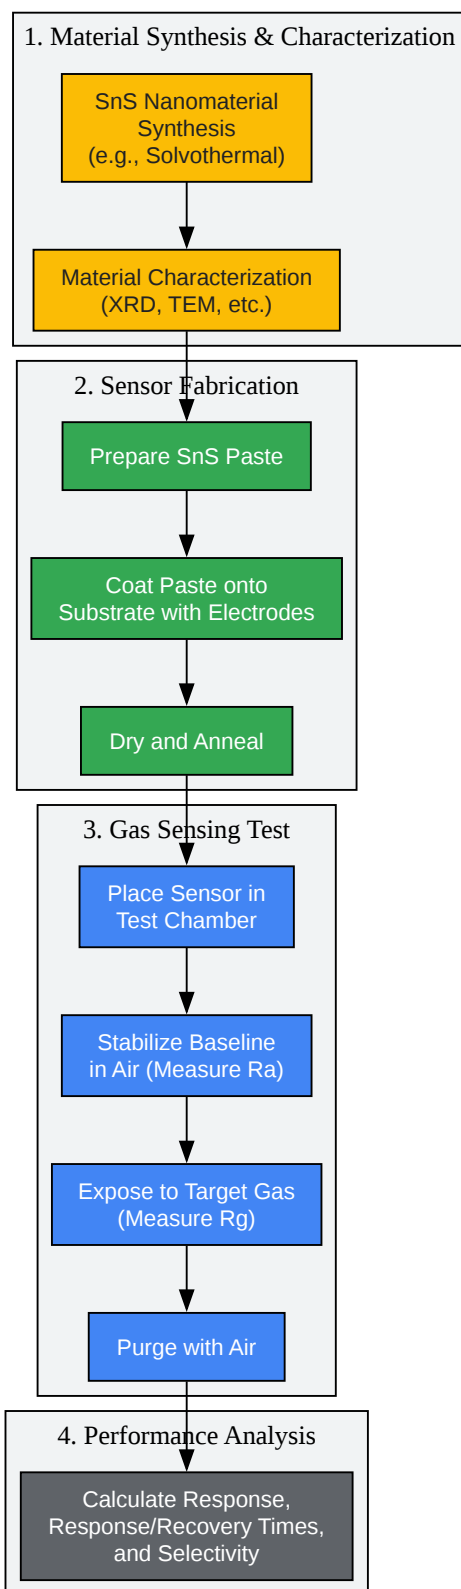 1. Material Synthesis & Characterization
SnS Nanomaterial
Synthesis
(e.g., Solvothermal)
Material Characterization
(XRD, TEM, etc.)
2. Sensor Fabrication
Prepare SnS Paste
Coat Paste onto
Substrate with Electrodes
Dry and Anneal
3. Gas Sensing Test
Place Sensor in
Test Chamber
Stabilize Baseline
in Air (Measure Ra)
Expose to Target Gas
(Measure Rg)
Purge with Air
4. Performance Analysis
Calculate Response,
Response/Recovery Times,
and Selectivity